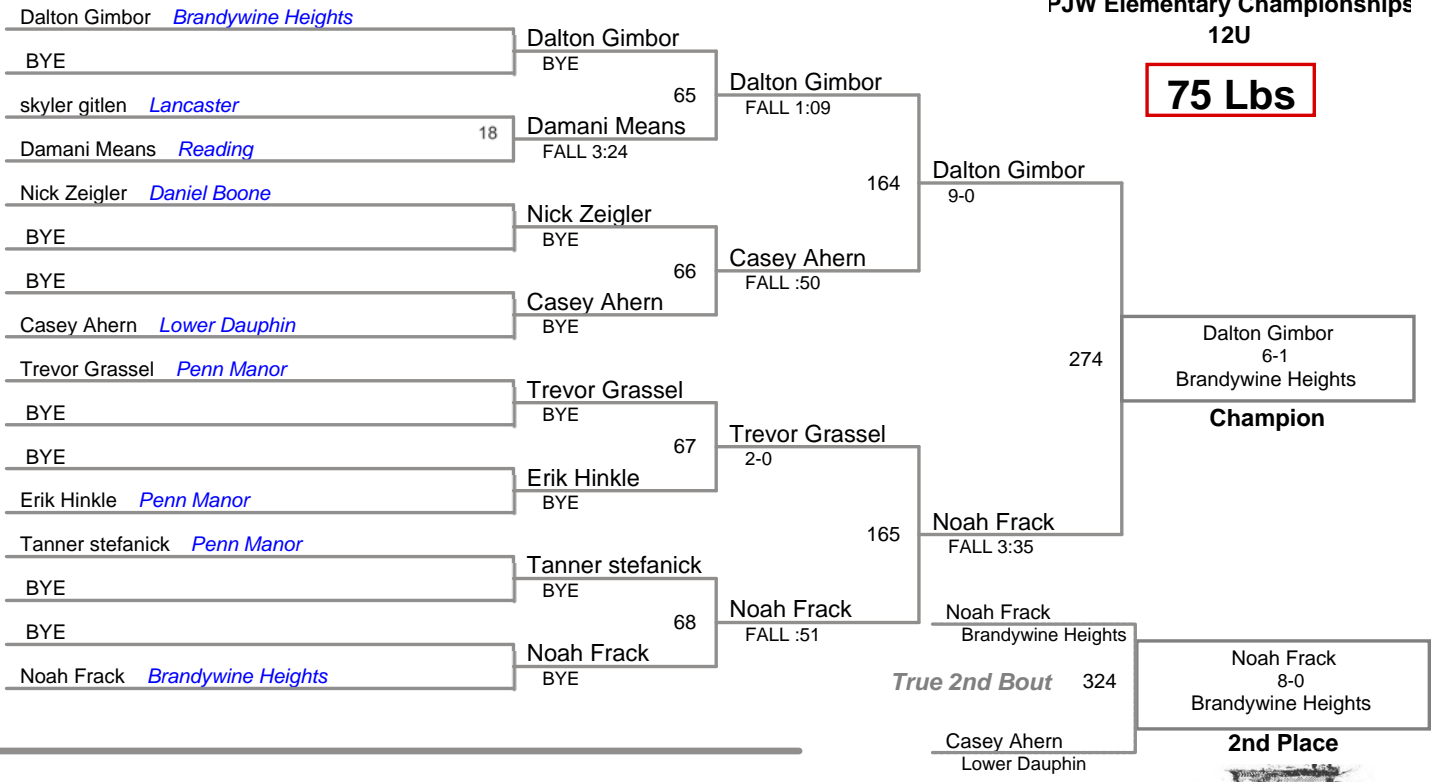 PJW Elementary Championships
12U
75 Lbs
Dalton Gimbor Brandywine Heights
BYE
skyler gitlen Lancaster
Damani Means Reading
Nick Zeigler Daniel Boone
BYE
BYE
Casey Ahern Lower Dauphin
Trevor Grassel Penn Manor
BYE
BYE
Erik Hinkle Penn Manor
Tanner stefanick Penn Manor
BYE
BYE
Noah Frack Brandywine Heights
18
Dalton Gimbor
BYE
Damani Means
FALL 3:24
Nick Zeigler
BYE
Casey Ahern
BYE
Trevor Grassel
BYE
Erik Hinkle
BYE
Tanner stefanick
BYE
Noah Frack
BYE
65
66
67
68
Dalton Gimbor
FALL 1:09
Casey Ahern
FALL :50
Trevor Grassel
2-0
Noah Frack
FALL :51
164
165
Dalton Gimbor
9-0
Noah Frack
FALL 3:35
274
Dalton Gimbor
6-1
Brandywine Heights
Champion
Noah Frack
Brandywine Heights
True 2nd Bout 324
Casey Ahern
Lower Dauphin
Noah Frack
8-0
Brandywine Heights
2nd Place